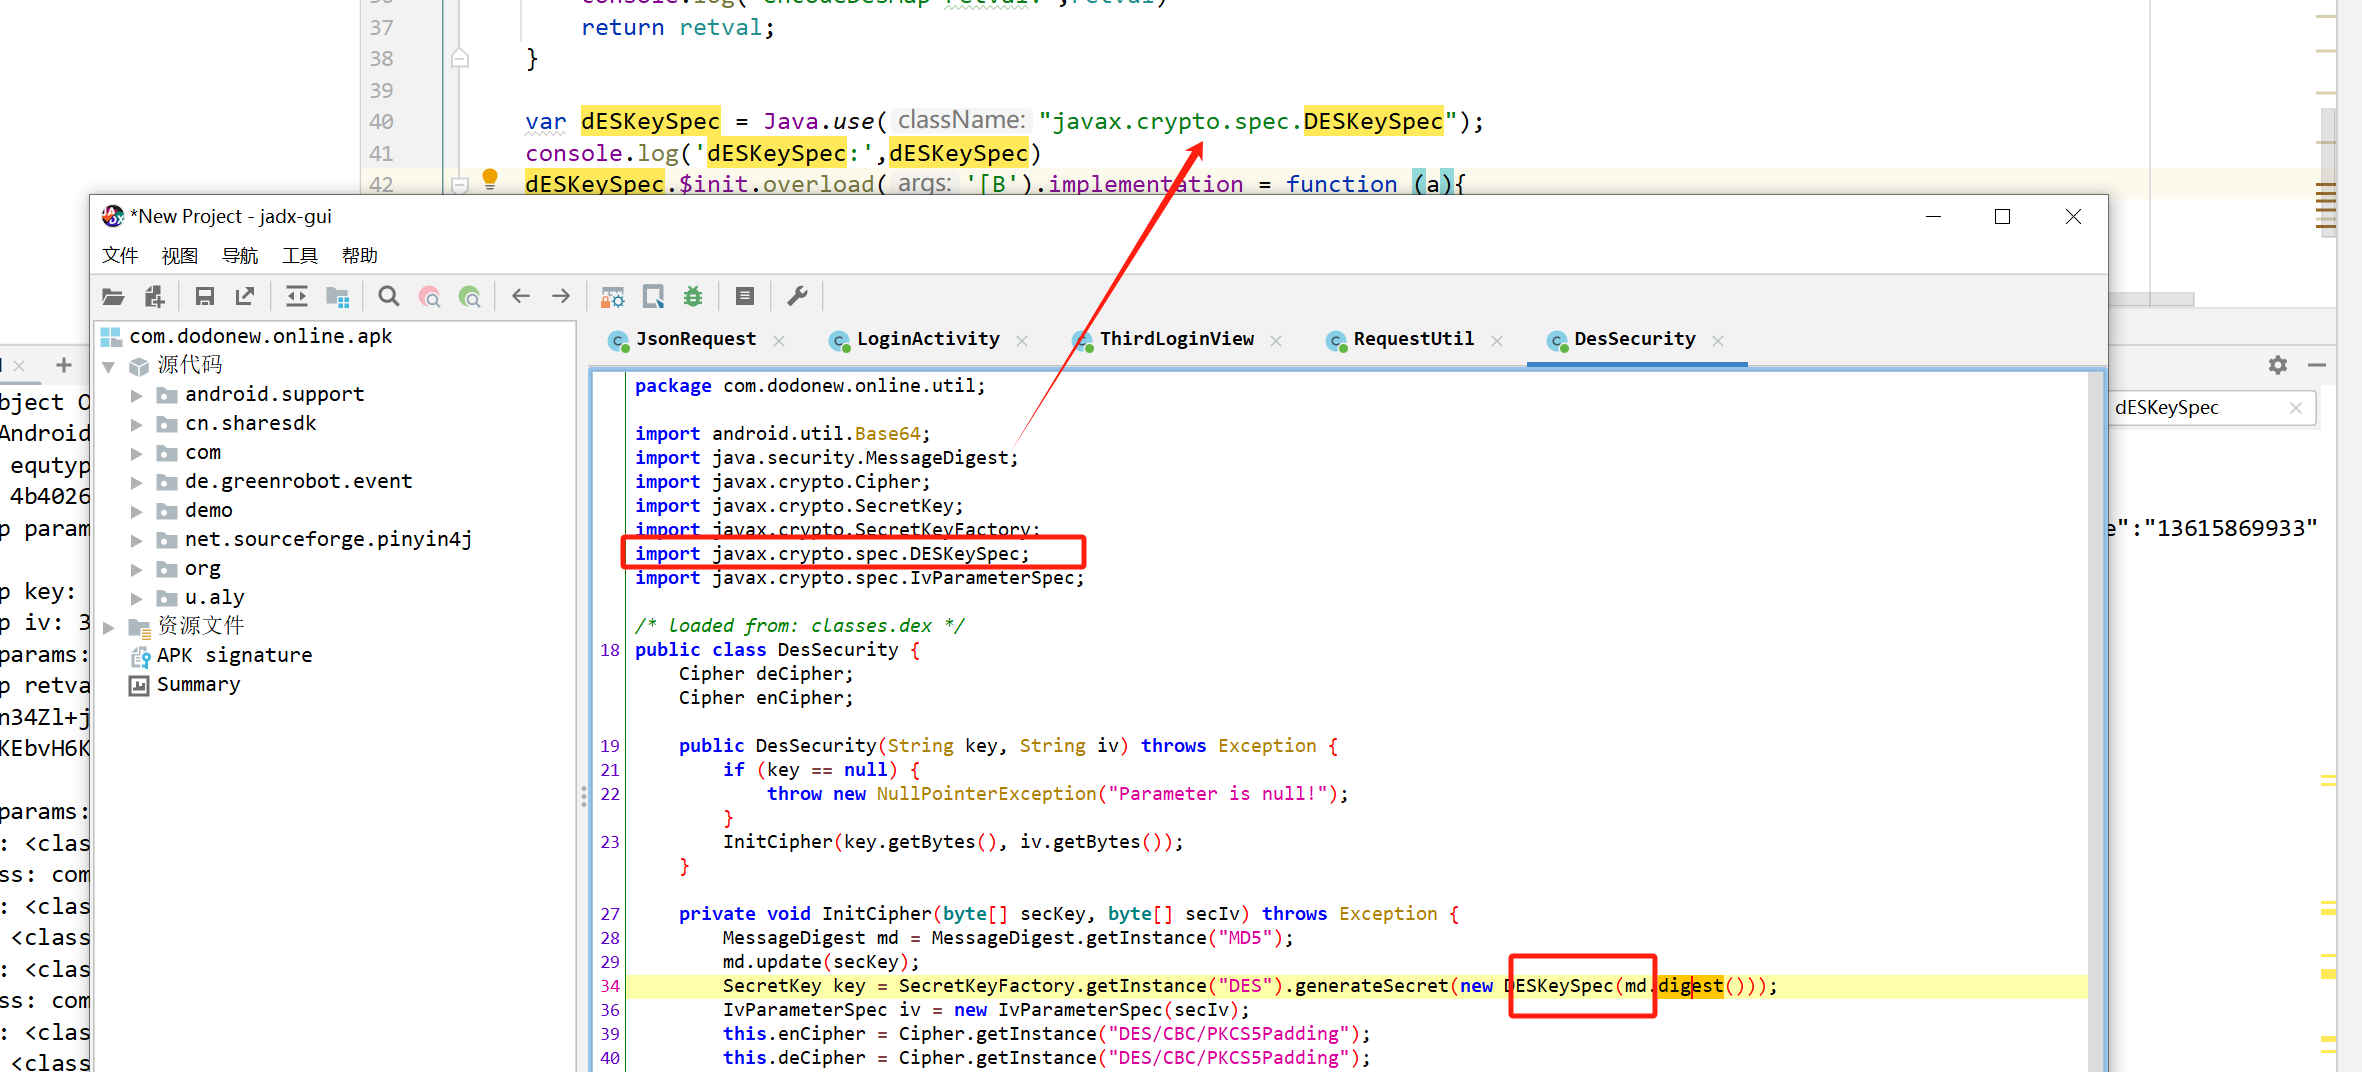 37 return retval;
38 }
39
40 var dESKeySpec = Java.use( className: "javax.crypto.spec.DESKeySpec");
41 console.log('dESKeySpec:',dESKeySpec)
42 dESKeySpec.$init.overload( args: '[B').implementation = function (a){
*New Project - jadx-gui
文件 视图 导航 工具 帮助
com.dodonew.online.apk
源代码
android.support
cn.sharesdk
com
de.greenrobot.event
demo
net.sourceforge.pinyin4j
org
u.aly
资源文件
APK signature
Summary
JsonRequest LoginActivity ThirdLoginView RequestUtil DesSecurity
package com.dodonew.online.util;
import android.util.Base64;
import java.security.MessageDigest;
import javax.crypto.Cipher;
import javax.crypto.SecretKey;
import javax.crypto.SecretKeyFactory;
import javax.crypto.spec.DESKeySpec;
import javax.crypto.spec.IvParameterSpec;
/* loaded from: classes.dex */
18 public class DesSecurity {
Cipher deCipher;
Cipher enCipher;
19 public DesSecurity(String key, String iv) throws Exception {
21 if (key == null) {
22 throw new NullPointerException("Parameter is null!");
}
23 InitCipher(key.getBytes(), iv.getBytes());
}
27 private void InitCipher(byte[] secKey, byte[] secIv) throws Exception {
28 MessageDigest md = MessageDigest.getInstance("MD5");
29 md.update(secKey);
34 SecretKey key = SecretKeyFactory.getInstance("DES").generateSecret(new DESKeySpec(md.digest()));
36 IvParameterSpec iv = new IvParameterSpec(secIv);
39 this.enCipher = Cipher.getInstance("DES/CBC/PKCS5Padding");
40 this.deCipher = Cipher.getInstance("DES/CBC/PKCS5Padding");
bject O
Android
equtyp
4b4026
p param
p key:
p iv: 3
params:
p retva
n34Zl+j
KEbvH6K
params:
: <clas
ss: com
: <clas
<class
: <clas
ss: com
: <clas
<class
dESKeySpec
e":"13615869933"